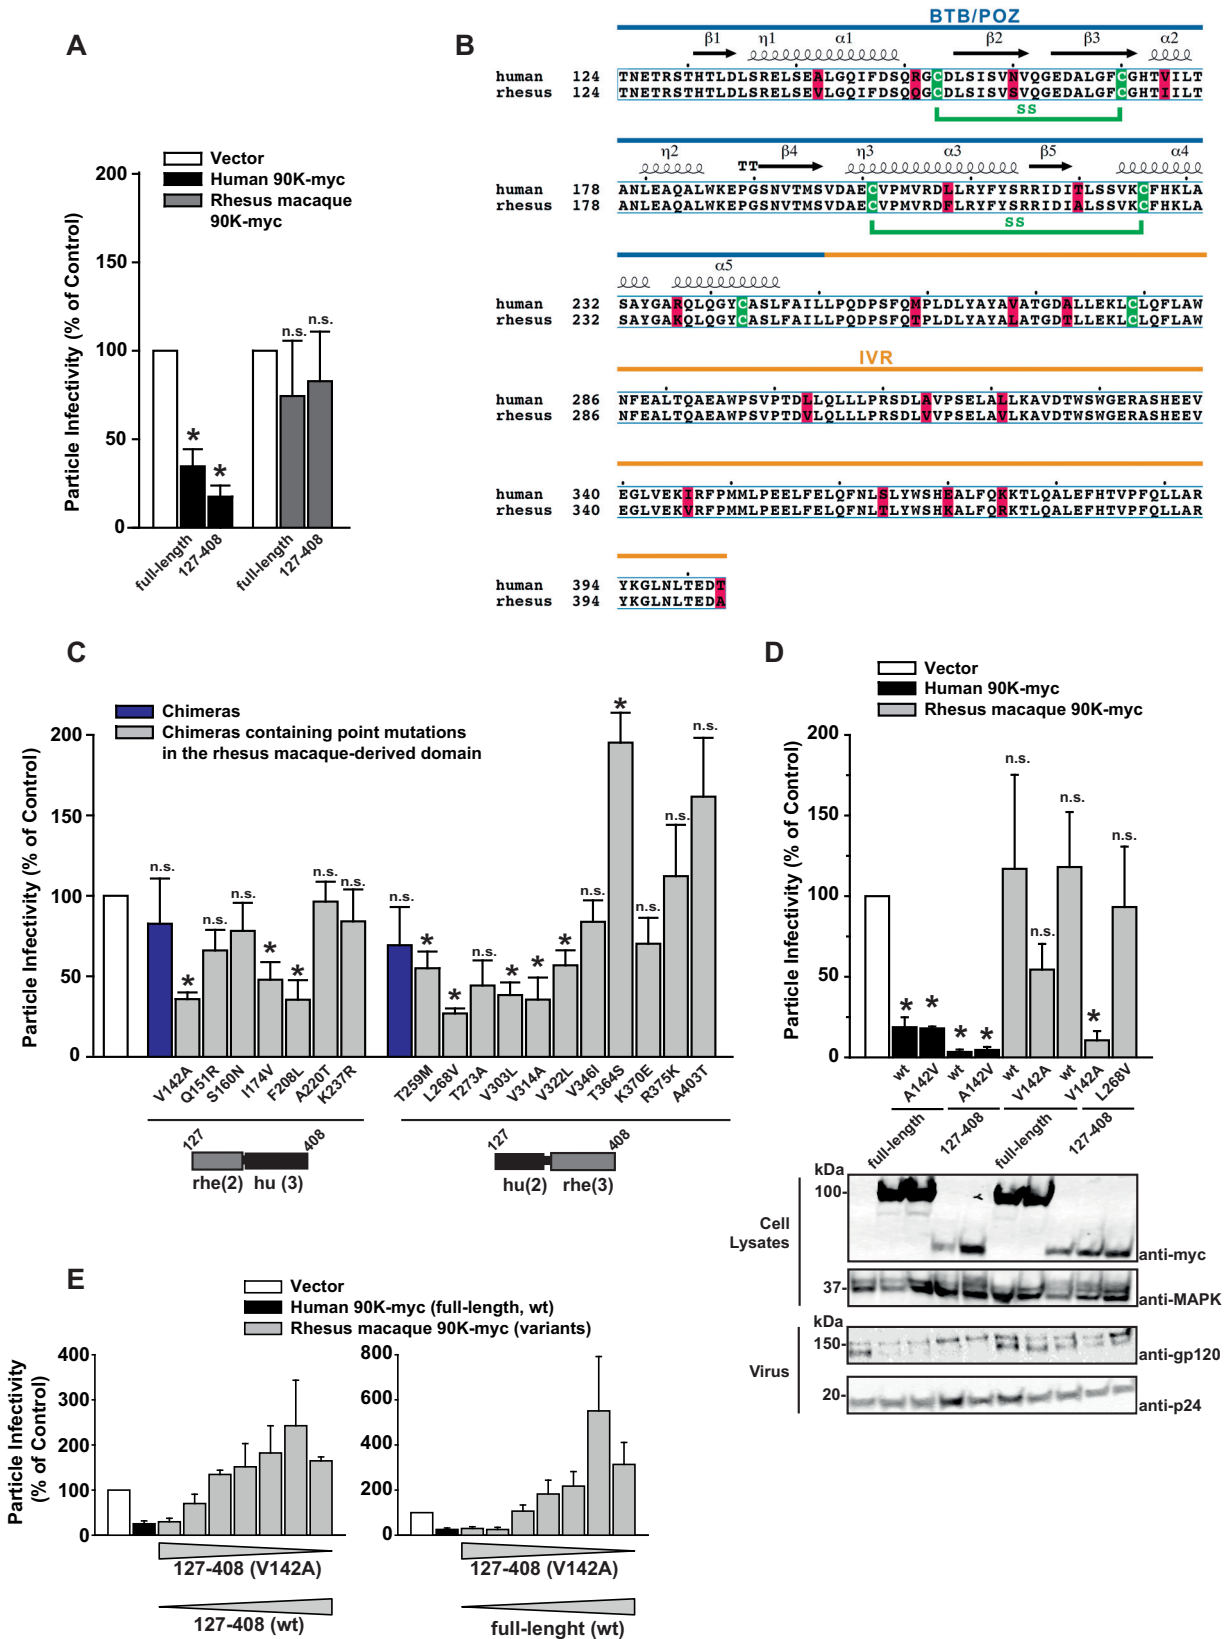 A
Vector
Human 90K-myc
Rhesus macaque
90K-myc
Particle Infectivity (% of Control)
200
150
100
50
0
*
*
n.s.
n.s.
full-length
127-408
full-length
127-408
B
BTB/POZ
β1 η1 α1 β2 β3 α2
human 124 TNETRSTHTLDLSRELSEALGQIFDSQRGCDLSISVNVQGEDALGFCGHTVILT
rhesus 124 TNETRSTHTLDLSRELSEVLGQIFDSQQGCDLSISVSVQGEDALGFCGHTIILT
SS
η2 TT β4 η3 α3 β5 α4
human 178 ANLEAQALWKEPGSNVTMSVDAECVPMVRDLLRYFYSRRIDITLSSVKCFHKLA
rhesus 178 ANLEAQALWKEPGSNVTMSVDAECVPMVRDFLRYFYSRRIDIALSSVKCFHKLA
SS
α5
human 232 SAYGARQLQGYCASLFAILLPQDPSFQMPLDLYAYAVATGDALLEKLCLQFLAW
rhesus 232 SAYGAKQLQGYCASLFAILLPQDPSFQTPLDLYAYALATGDTLLEKLCLQFLAW
IVR
human 286 NFEALTQAEAWPSVPTDLLQLLLPRSDLAVPSELALLKAVDTWSWGERASHEEV
rhesus 286 NFEALTQAEAWPSVPTDVLQLLLPRSDLVVPSELAVLKAVDTWSWGERASHEEV
human 340 EGLVEKIRFPMMLPEELFELQFNLSLYWSHEALFQKKTLQALEFHTVPFQLLAR
rhesus 340 EGLVEKVRFPMMLPEELFELQFNLTLYWSHKALFQRKTLQALEFHTVPFQLLAR
human 394 YKGLNLTEDT
rhesus 394 YKGLNLTEDA
C
Chimeras
Chimeras containing point mutations
in the rhesus macaque-derived domain
Particle Infectivity (% of Control)
200
150
100
50
0
n.s. * n.s. n.s. * * n.s. n.s.
n.s. * * n.s. * * * n.s. * n.s. n.s. n.s.
V142A Q151R S160N I174V F208L A220T K237R
T259M L268V T273A V303L V314A V322L V346I T364S K370E R375K A403T
127 408
rhe(2) hu (3)
127 408
hu(2) rhe(3)
D
Vector
Human 90K-myc
Rhesus macaque 90K-myc
Particle Infectivity (% of Control)
200
150
100
50
0
* * * * n.s. n.s. n.s. * n.s.
wt A142V wt A142V wt V142A wt V142A L268V
full-length 127-408 full-length 127-408
kDa
100-
Cell
Lysates
anti-myc
37-
anti-MAPK
kDa
150-
Virus
anti-gp120
20-
anti-p24
E
Vector
Human 90K-myc (full-length, wt)
Rhesus macaque 90K-myc (variants)
Particle Infectivity
(% of Control)
400
300
200
100
0
127-408 (V142A)
127-408 (wt)
800
600
400
200
0
127-408 (V142A)
full-lenght (wt)